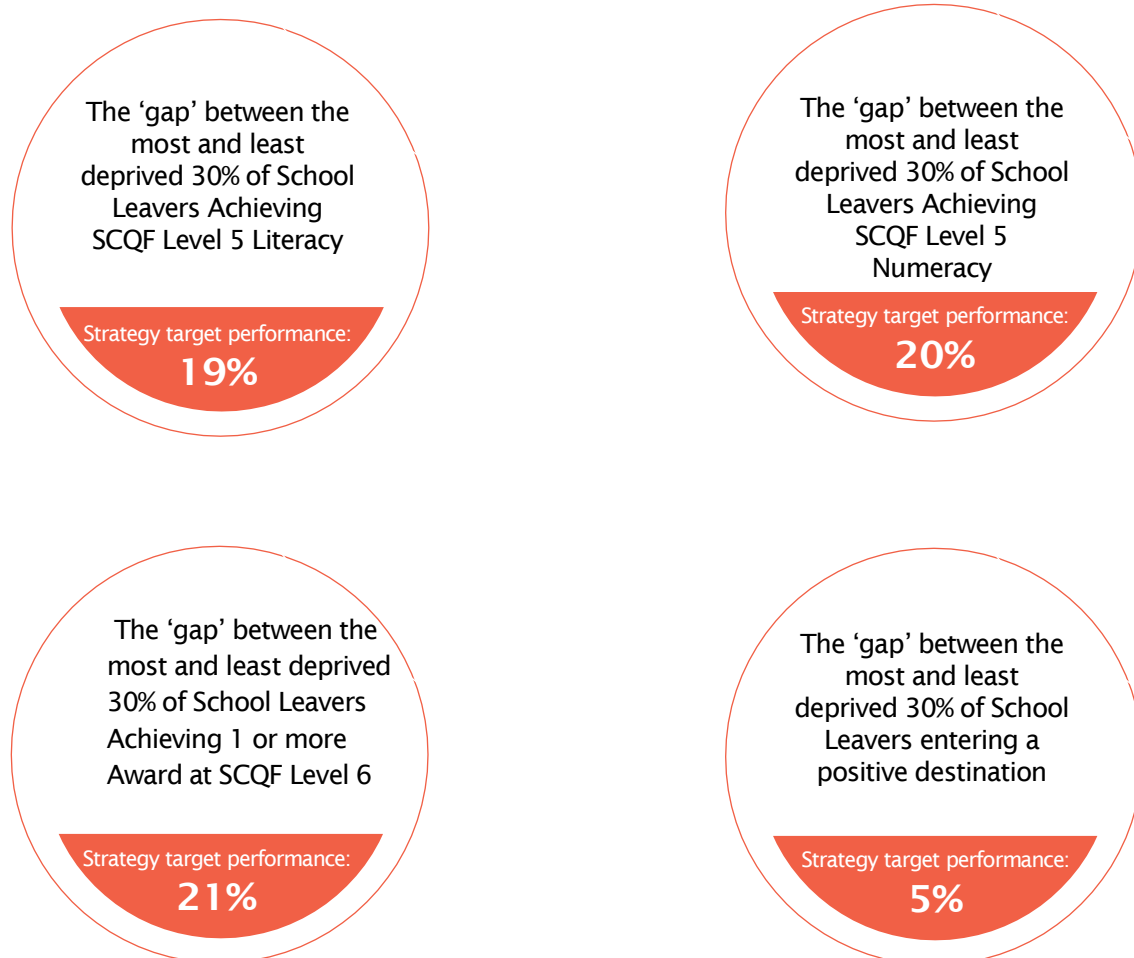 The ‘gap’ between the
most and least
deprived 30% of School
Leavers Achieving
SCQF Level 5 Literacy
Strategy target performance:
19%
The ‘gap’ between the
most and least
deprived 30% of School
Leavers Achieving
SCQF Level 5
Numeracy
Strategy target performance:
20%
The ‘gap’ between the
most and least deprived
30% of School Leavers
Achieving 1 or more
Award at SCQF Level 6
Strategy target performance:
21%
The ‘gap’ between the
most and least
deprived 30% of School
Leavers entering a
positive destination
Strategy target performance:
5%